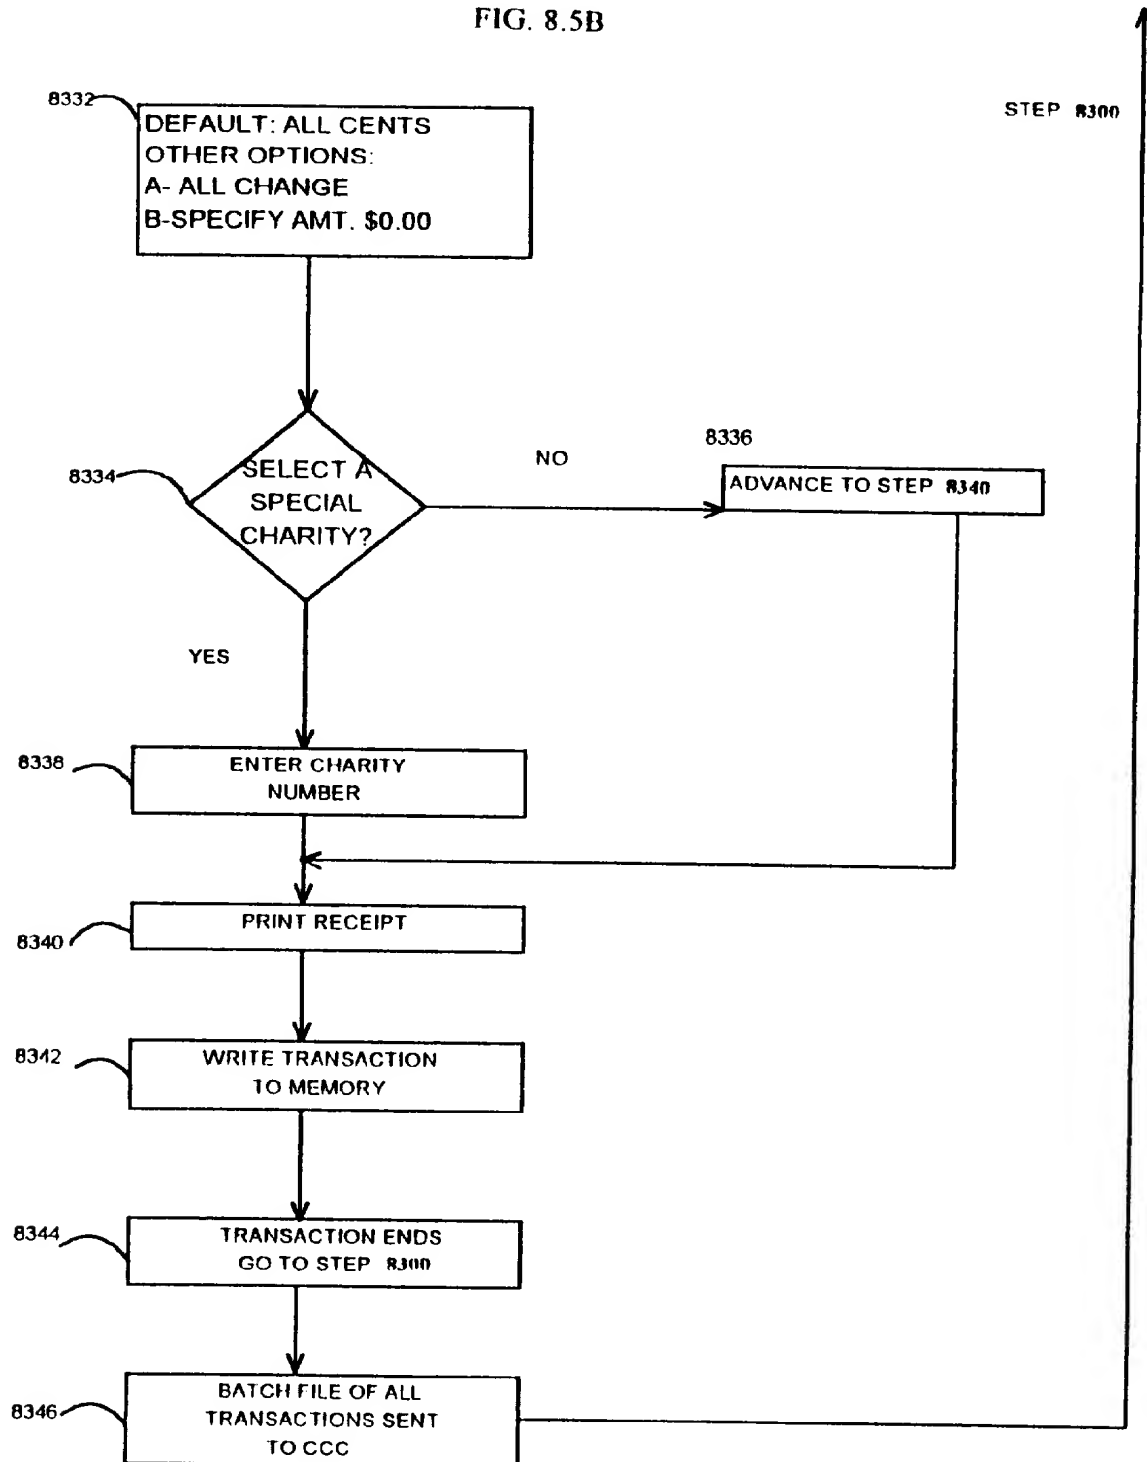 FIG. 8.5B
8332
STEP 8300
DEFAULT: ALL CENTS
OTHER OPTIONS:
A- ALL CHANGE
B-SPECIFY AMT. $0.00
8334
SELECT A
SPECIAL
CHARITY?
NO
8336
ADVANCE TO STEP 8340
YES
8338
ENTER CHARITY
NUMBER
8340
PRINT RECEIPT
8342
WRITE TRANSACTION
TO MEMORY
8344
TRANSACTION ENDS
GO TO STEP 8300
8346
BATCH FILE OF ALL
TRANSACTIONS SENT
TO CCC